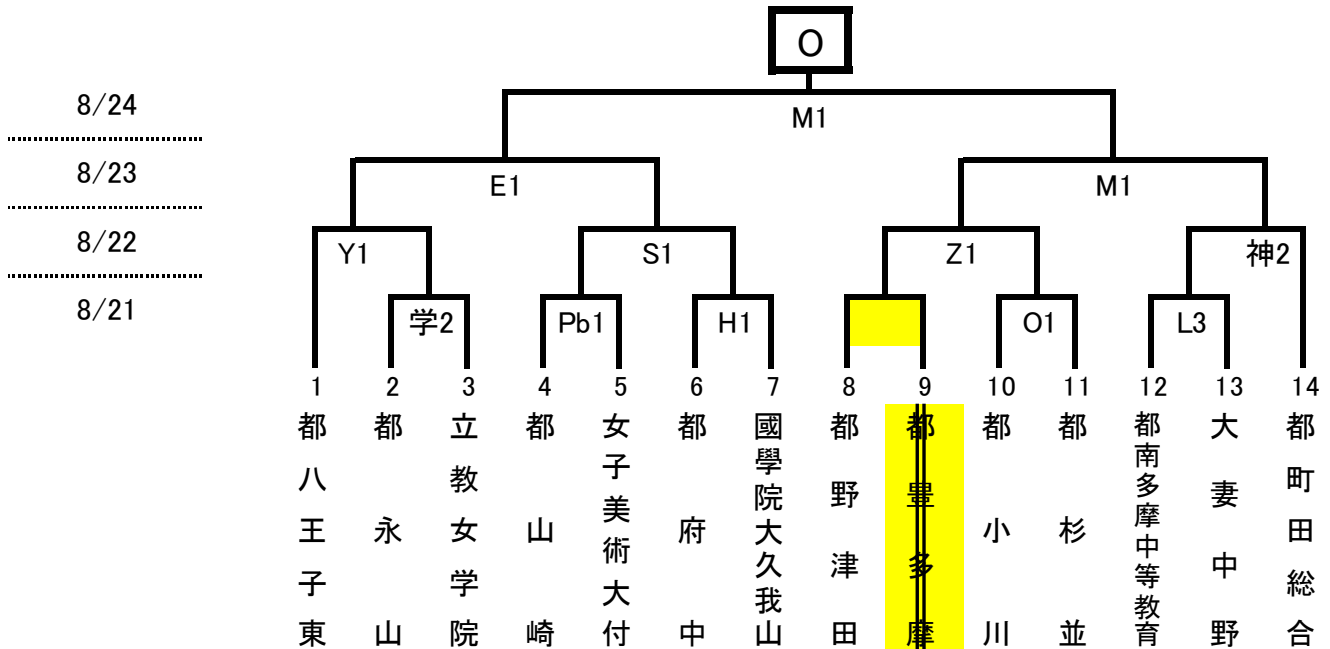 O
8/24
M1
8/23
E1
M1
8/22
Y1
S1
Z1
神2
8/21
学2
Pb1
H1
O1
L3
1
2
3
4
5
6
7
8
9
10
11
12
13
14
都八王子東
都永山
立教女学院
都山崎
女子美術大付
都府中
國學院大久我山
都野津田
都豊多摩
都小川
都杉並
都南多摩中等教育
大妻中野
都町田総合